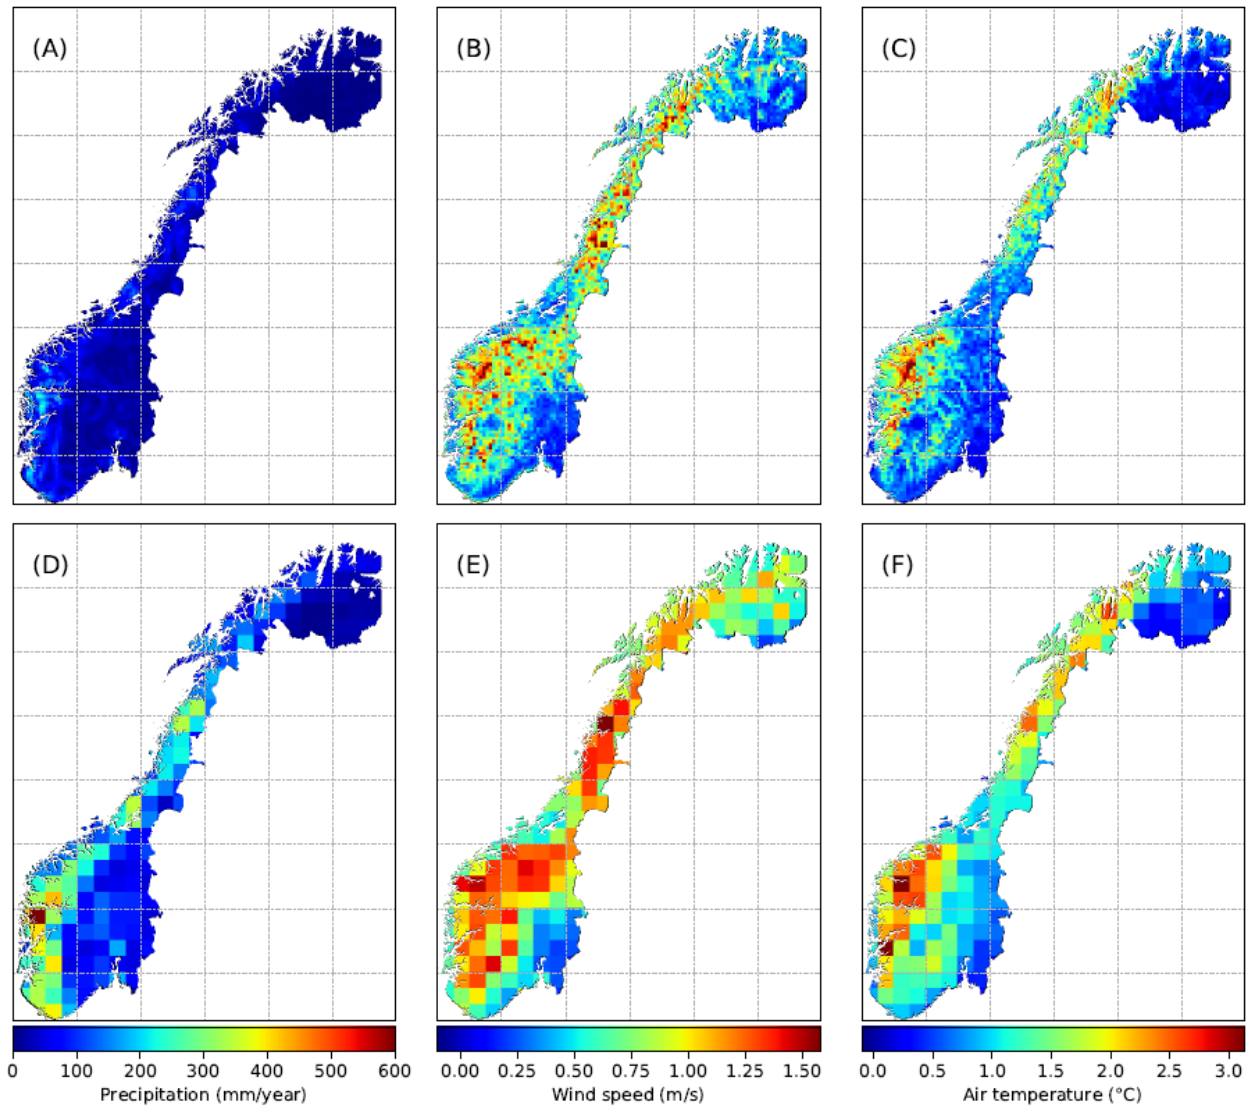 (A)
(B)
(C)
(D)
(E)
(F)
0 100 200 300 400 500 600
Precipitation (mm/year)
0.00 0.25 0.50 0.75 1.00 1.25 1.50
Wind speed (m/s)
0.0 0.5 1.0 1.5 2.0 2.5 3.0
Air temperature (°C)